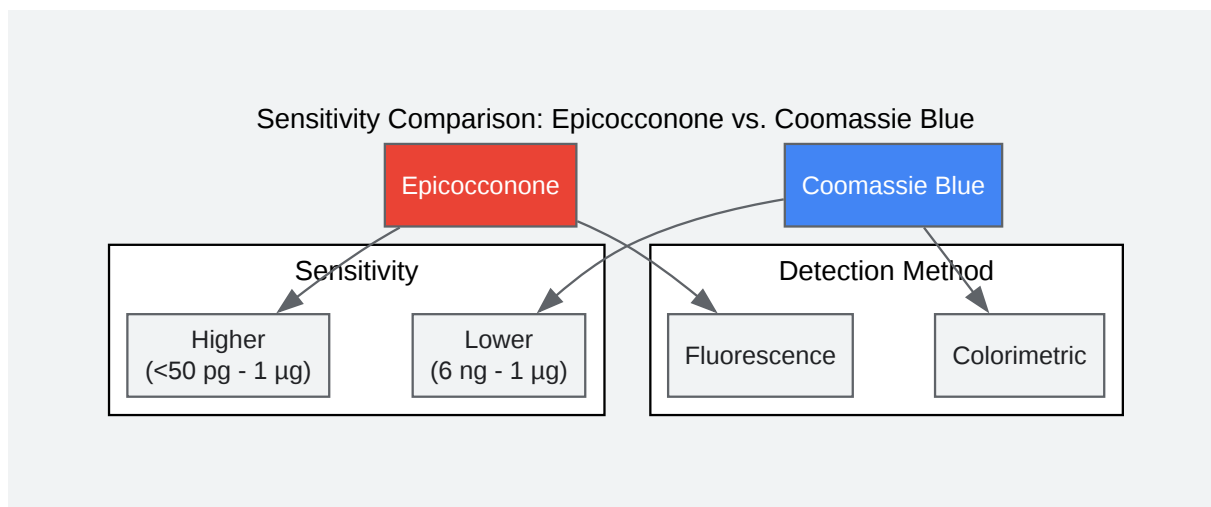 Sensitivity Comparison: Epicocconone vs. Coomassie Blue
Epicocconone
Coomassie Blue
Sensitivity
Higher
(<50 pg - 1 µg)
Lower
(6 ng - 1 µg)
Detection Method
Fluorescence
Colorimetric